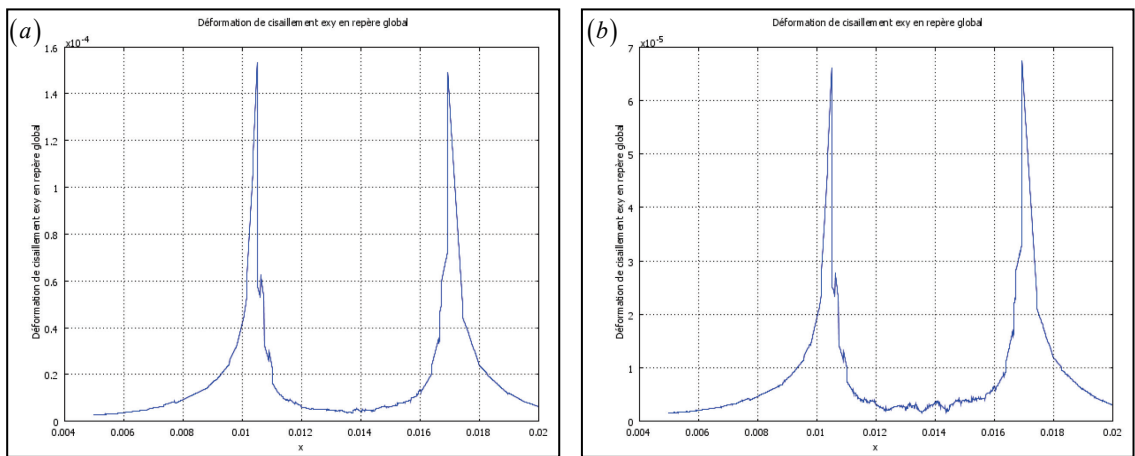 (a)
Déformation de cisaillement exy en repère global
x10-4
Déformation de cisaillement exy en repère global
1.6
1.4
1.2
1
0.8
0.6
0.4
0.2
0
0.004 0.006 0.008 0.01 0.012 0.014 0.016 0.018 0.02
x
(b)
Déformation de cisaillement exy en repère global
x10-5
Déformation de cisaillement exy en repère global
7
6
5
4
3
2
1
0
0.004 0.006 0.008 0.01 0.012 0.014 0.016 0.018 0.02
x